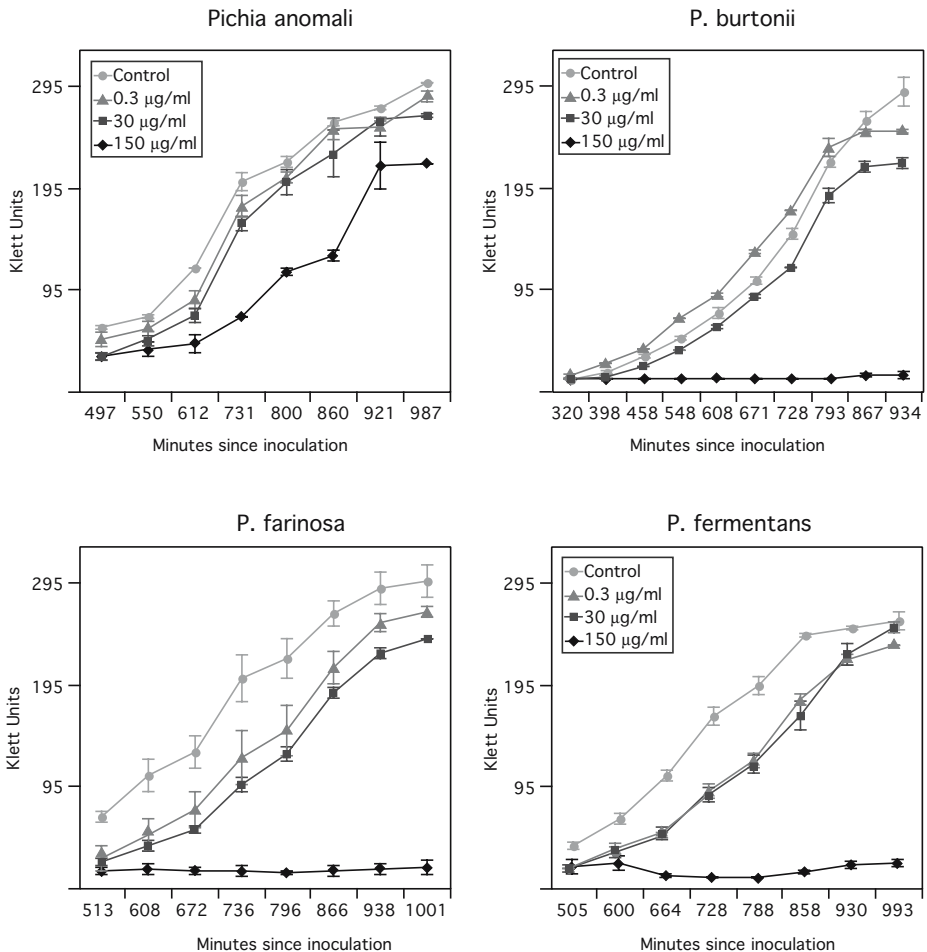 Pichia anomali
Control
0.3 µg/ml
30 µg/ml
150 µg/ml
295
195
95
Klett Units
497 550 612 731 800 860 921 987
Minutes since inoculation
P. burtonii
Control
0.3 µg/ml
30 µg/ml
150 µg/ml
295
195
95
Klett Units
320 398 458 548 608 671 728 793 867 934
Minutes since inoculation
P. farinosa
295
195
95
Klett Units
513 608 672 736 796 866 938 1001
Minutes since inoculation
P. fermentans
Control
0.3 µg/ml
30 µg/ml
150 µg/ml
295
195
95
Klett Units
505 600 664 728 788 858 930 993
Minutes since inoculation